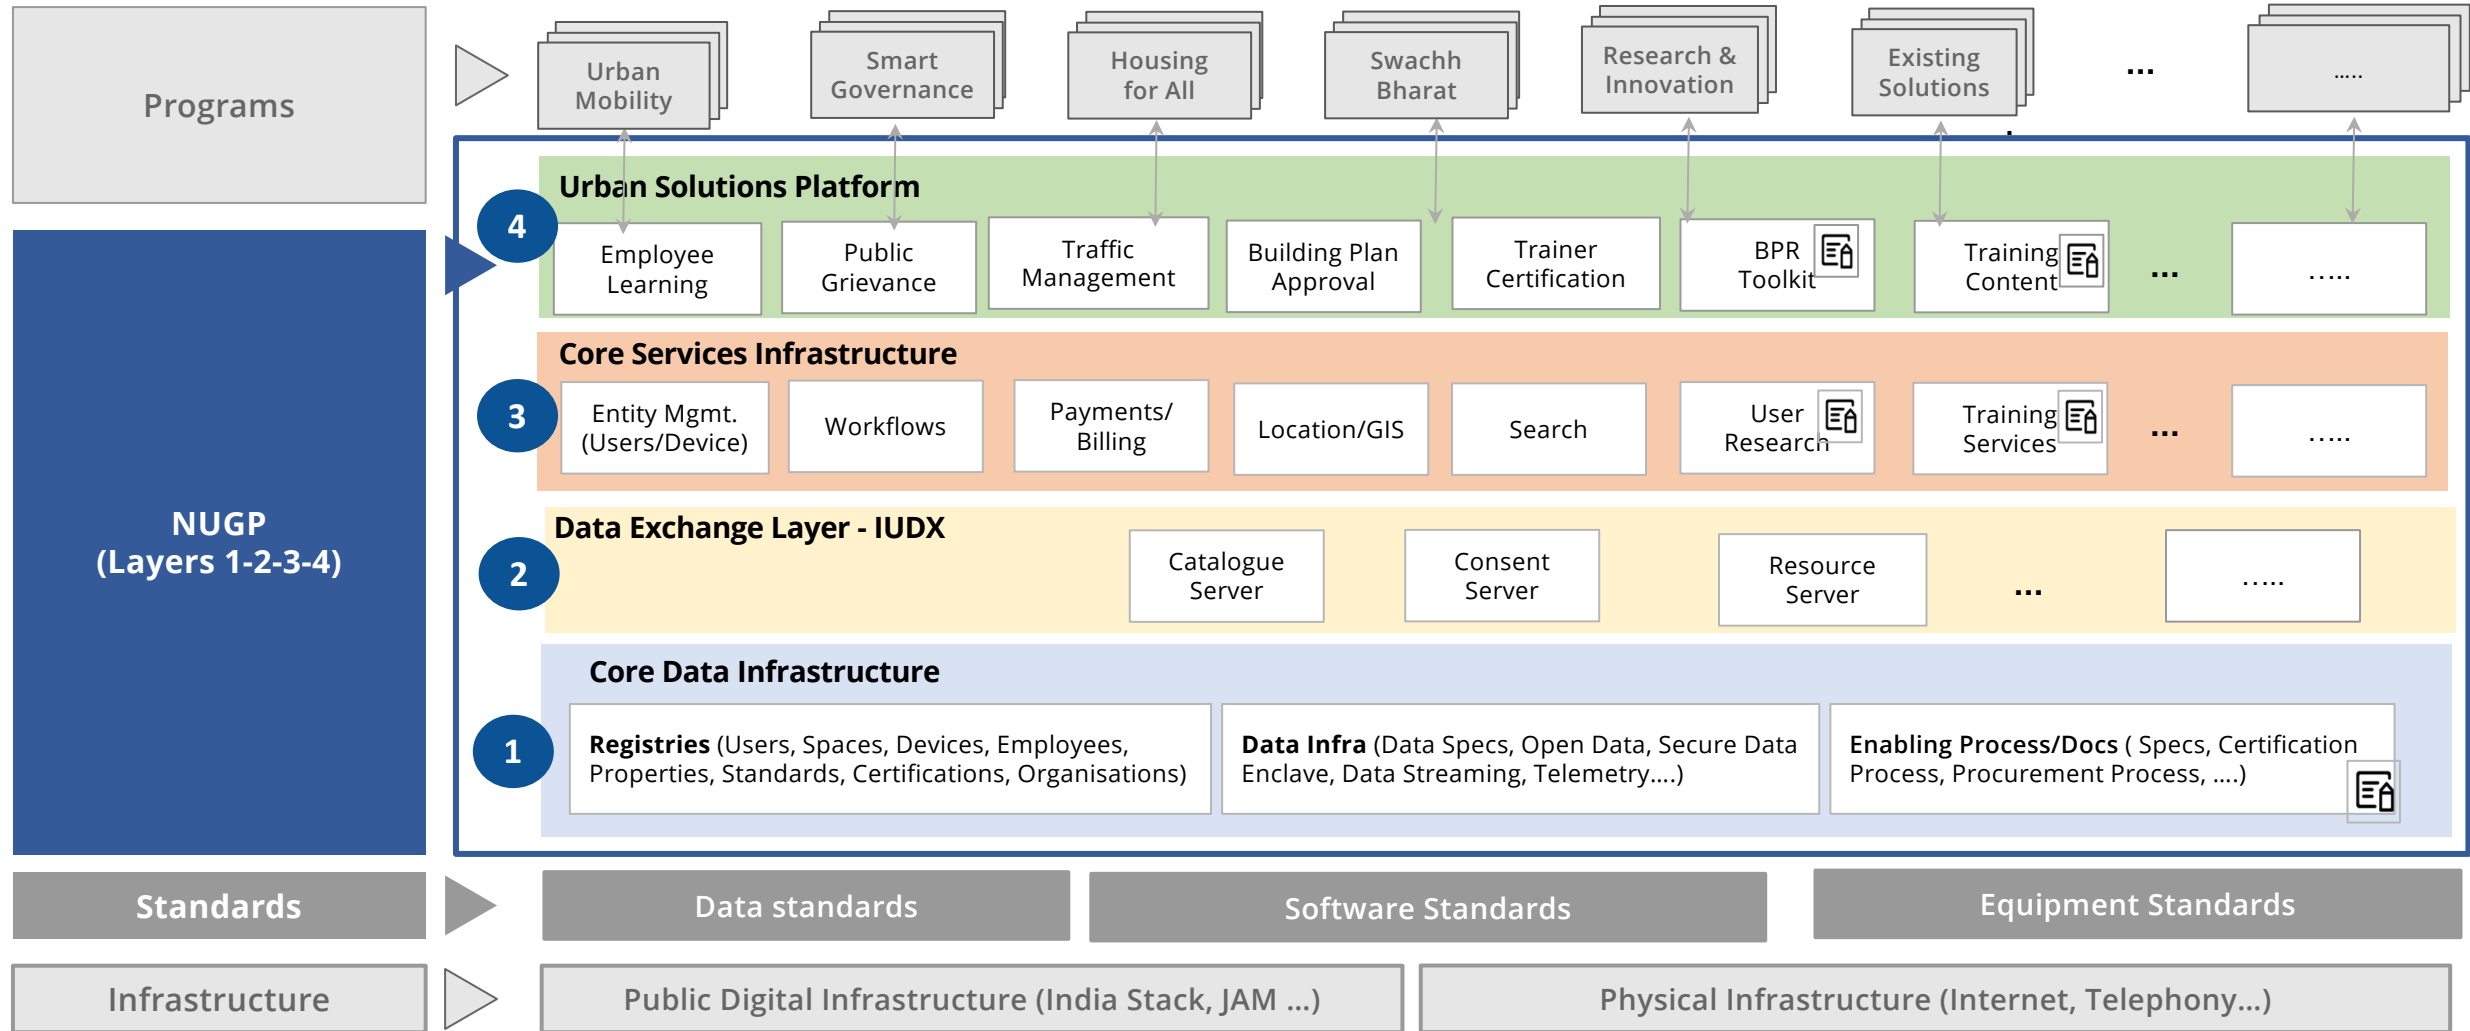 Programs
Urban
Mobility
Smart
Governance
Housing
for All
Swachh
Bharat
Research &
Innovation
Existing
Solutions
...
.....
NUGP
(Layers 1-2-3-4)
4
Urban Solutions Platform
Employee
Learning
Public
Grievance
Traffic
Management
Building Plan
Approval
Trainer
Certification
BPR
Toolkit
Training
Content
...
.....
3
Core Services Infrastructure
Entity Mgmt.
(Users/Device)
Workflows
Payments/
Billing
Location/GIS
Search
User
Research
Training
Services
...
.....
2
Data Exchange Layer - IUDX
Catalogue
Server
Consent
Server
Resource
Server
...
.....
1
Core Data Infrastructure
Registries (Users, Spaces, Devices, Employees,
Properties, Standards, Certifications, Organisations)
Data Infra (Data Specs, Open Data, Secure Data
Enclave, Data Streaming, Telemetry....)
Enabling Process/Docs ( Specs, Certification
Process, Procurement Process, ....)
Standards
Data standards
Software Standards
Equipment Standards
Infrastructure
Public Digital Infrastructure (India Stack, JAM ...)
Physical Infrastructure (Internet, Telephony...)